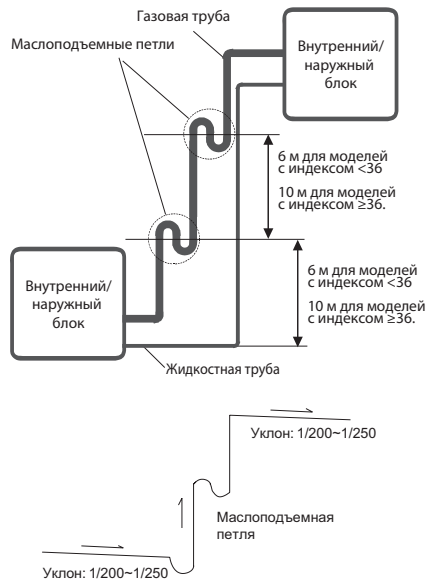 Газовая труба
Маслоподъемные петли
Внутренний/
наружный
блок
6 м для моделей
с индексом <36
10 м для моделей
с индексом ≥36.
Внутренний/
наружный
блок
6 м для моделей
с индексом <36
10 м для моделей
с индексом ≥36.
Жидкостная труба
Уклон: 1/200~1/250
Маслоподъемная
петля
Уклон: 1/200~1/250